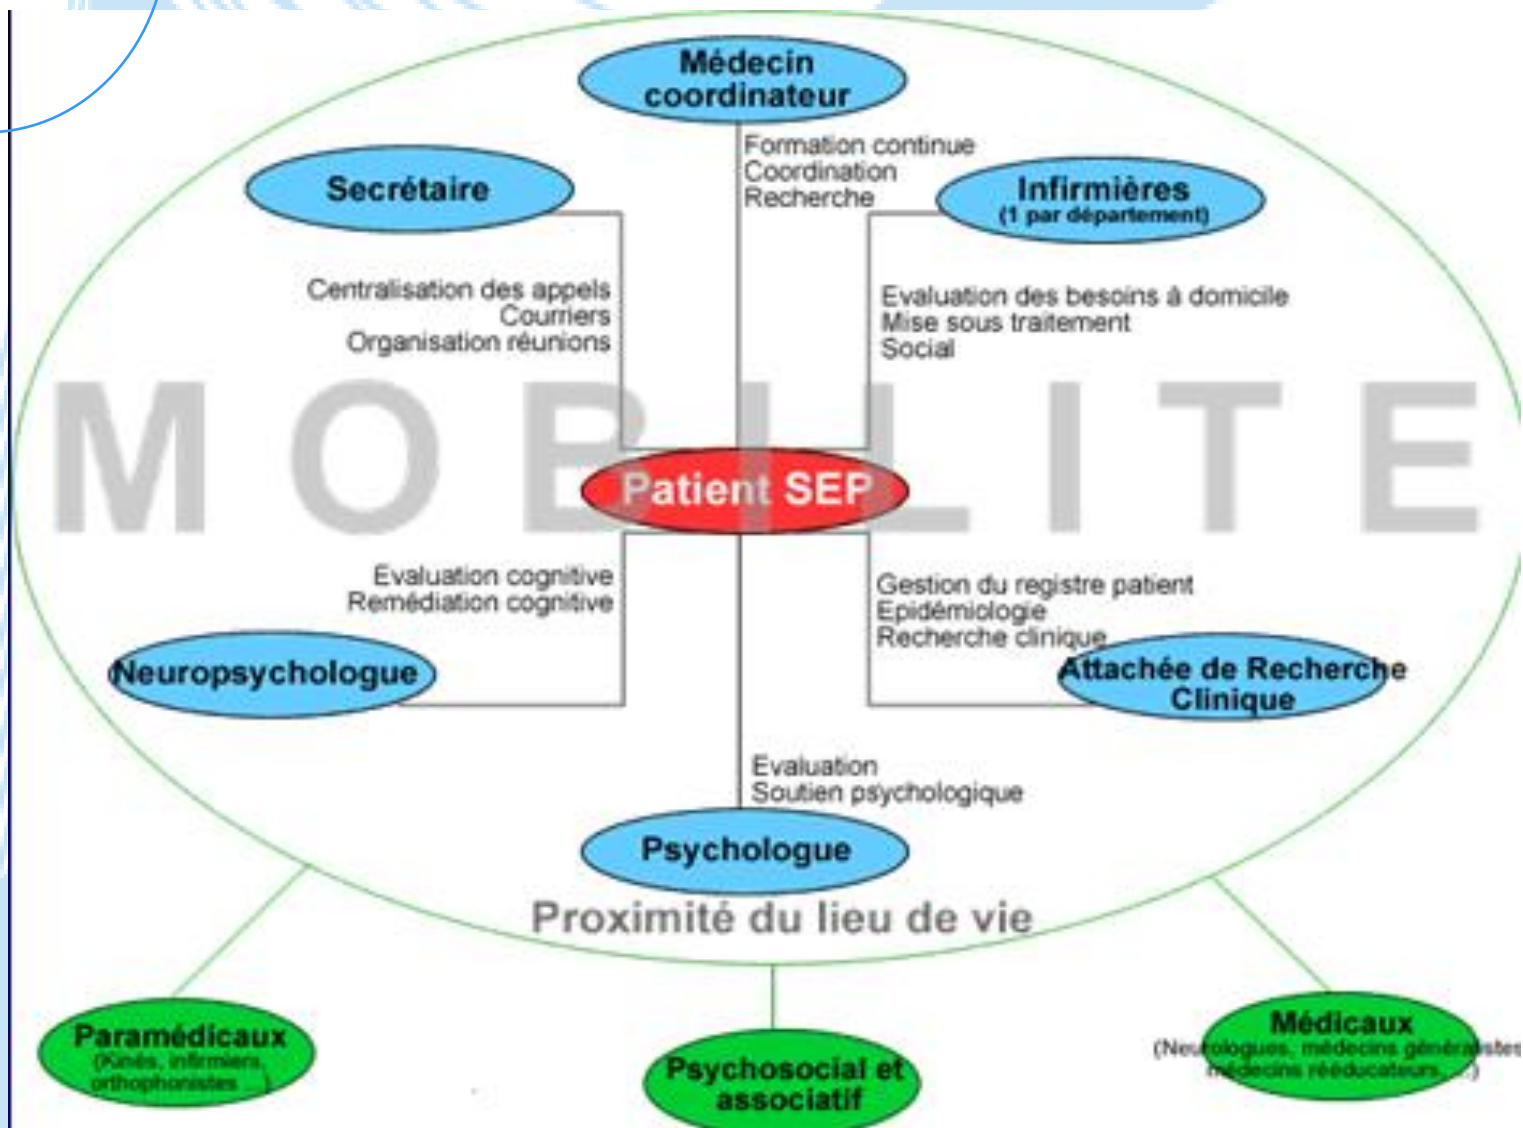 Médecin
coordinateur
Formation continue
Coordination
Recherche
Secrétaire
Infirmières
(1 par département)
Centralisation des appels
Courriers
Organisation réunions
Evaluation des besoins à domicile
Mise sous traitement
Social
MOBILITE
Patient SEP
Evaluation cognitive
Remédiation cognitive
Gestion du registre patient
Epidémiologie
Recherche clinique
Neuropsychologue
Attachée de Recherche
Clinique
Evaluation
Soutien psychologique
Psychologue
Proximité du lieu de vie
Paramédicaux
(Kinés, infirmiers,
orthophonistes ...)
Psychosocial et
associatif
Médicaux
(Neurologues, médecins généralistes
médecins rééducateurs, ...)